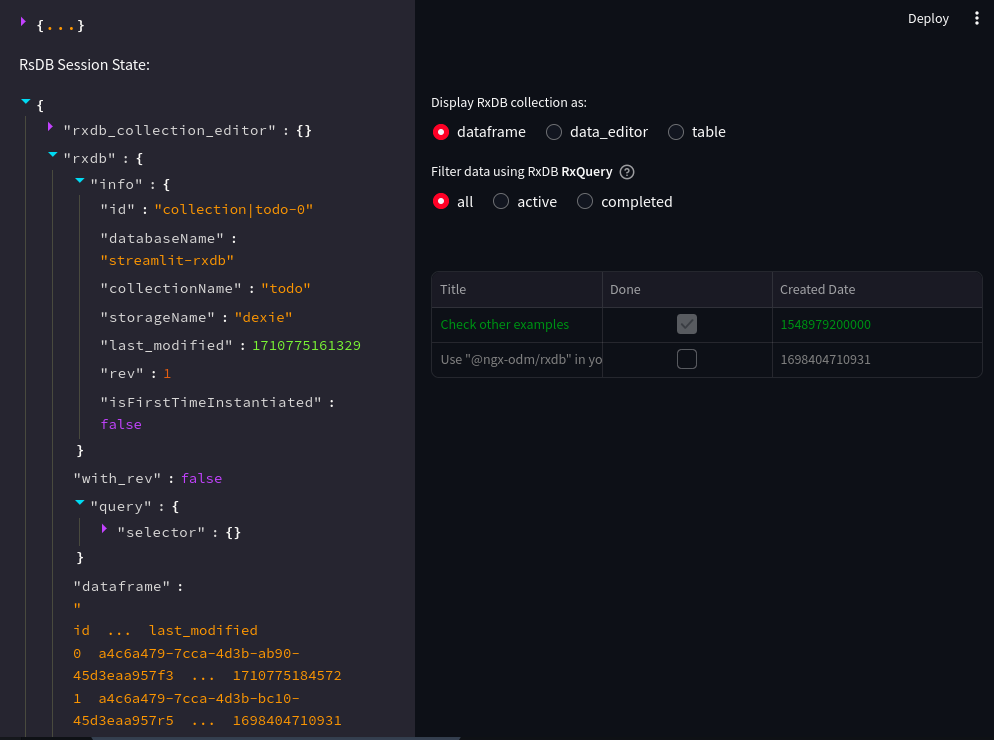 {...}
RsDB Session State:
{
"rxdb_collection_editor" : {}
"rxdb" : {
"info" : {
"id" : "collection|todo-0"
"databaseName" :
"streamlit-rxdb"
"collectionName" : "todo"
"storageName" : "dexie"
"last_modified" : 1710775161329
"rev" : 1
"isFirstTimeInstantiated" :
false
}
"with_rev" : false
"query" : {
"selector" : {}
}
"dataframe" :
"
id ... last_modified
0 a4c6a479-7cca-4d3b-ab90-
45d3eaa957f3 ... 1710775184572
1 a4c6a479-7cca-4d3b-bc10-
45d3eaa957r5 ... 1698404710931
Deploy
Display RxDB collection as:
dataframe data_editor table
Filter data using RxDB RxQuery ?
all active completed
Title Done Created Date
Check other examples 1548979200000
Use "@ngx-odm/rxdb" in yo 1698404710931